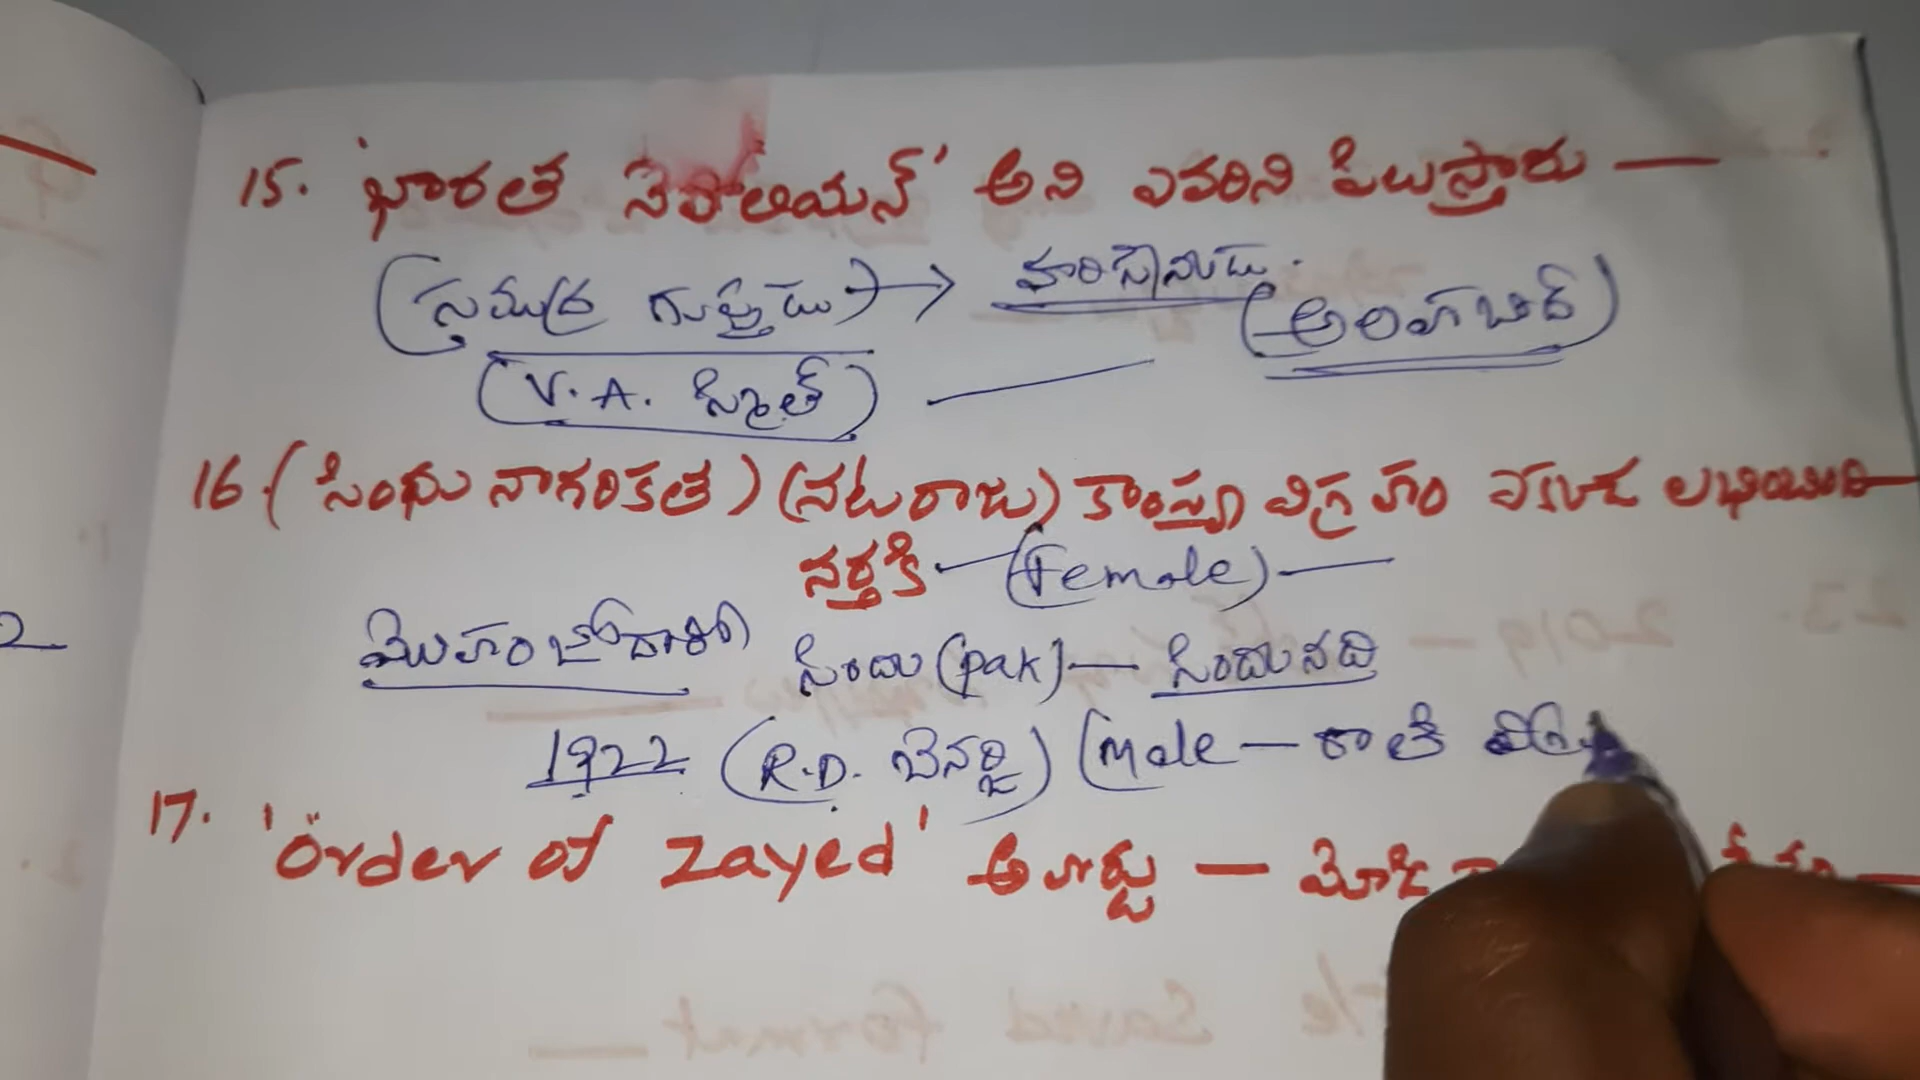 15. 'భారత నెపోలియన్' అని ఎవరిని పిలుస్తారు —
(సముద్ర గుప్తుడు) → హరిసేనుడు.
(అలహబాద్)
(V.A. స్మిత్)
16. (సింధు నాగరికత) (నటరాజు) కాంస్య విగ్రహం ఎక్కడ లభించింది —
నర్తకి — (Female) —
మొహంజోదారో సిందు (pak) — సిందు నది
1922 (R.D. బెనర్జి) (Male — రాతి
17. 'Order of Zayed' అవార్డు — మోడి